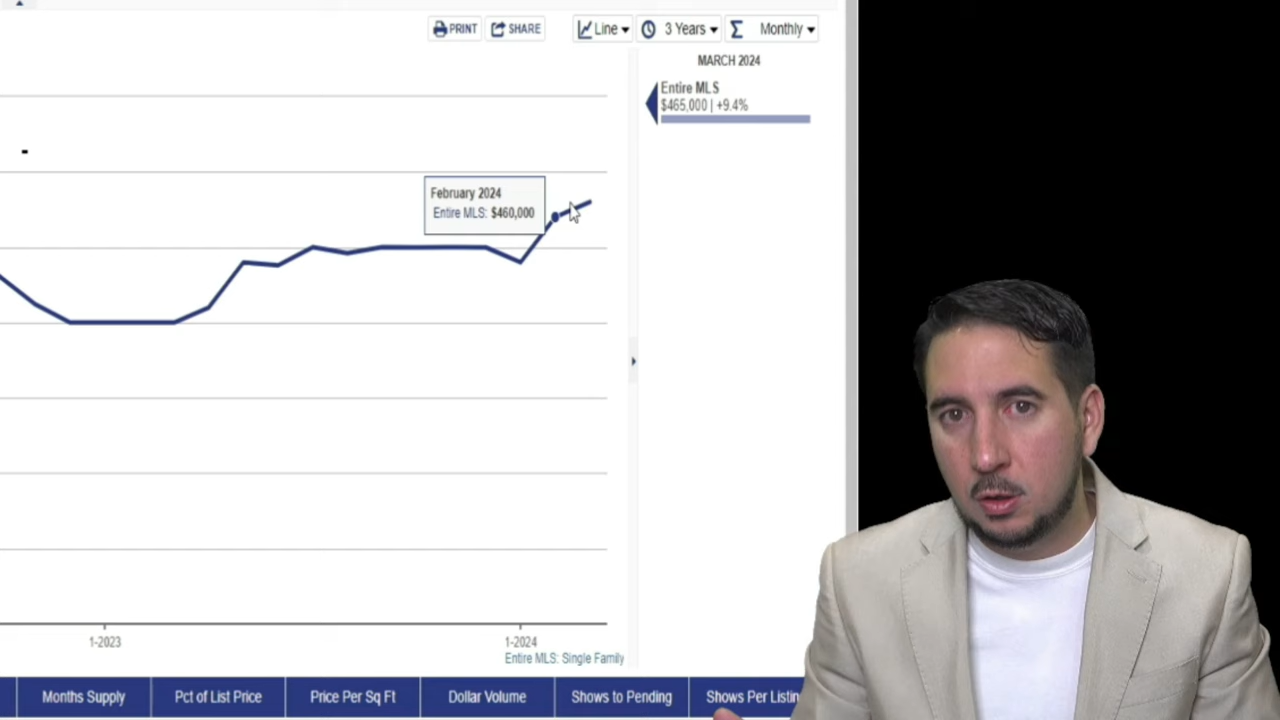 PRINT SHARE Line 3 Years Σ Monthly
MARCH 2024
Entire MLS
$465,000 | +9.4%
February 2024
Entire MLS: $460,000
1-2023 1-2024
Entire MLS: Single Family
Months Supply Pct of List Price Price Per Sq Ft Dollar Volume Shows to Pending Shows Per Listin